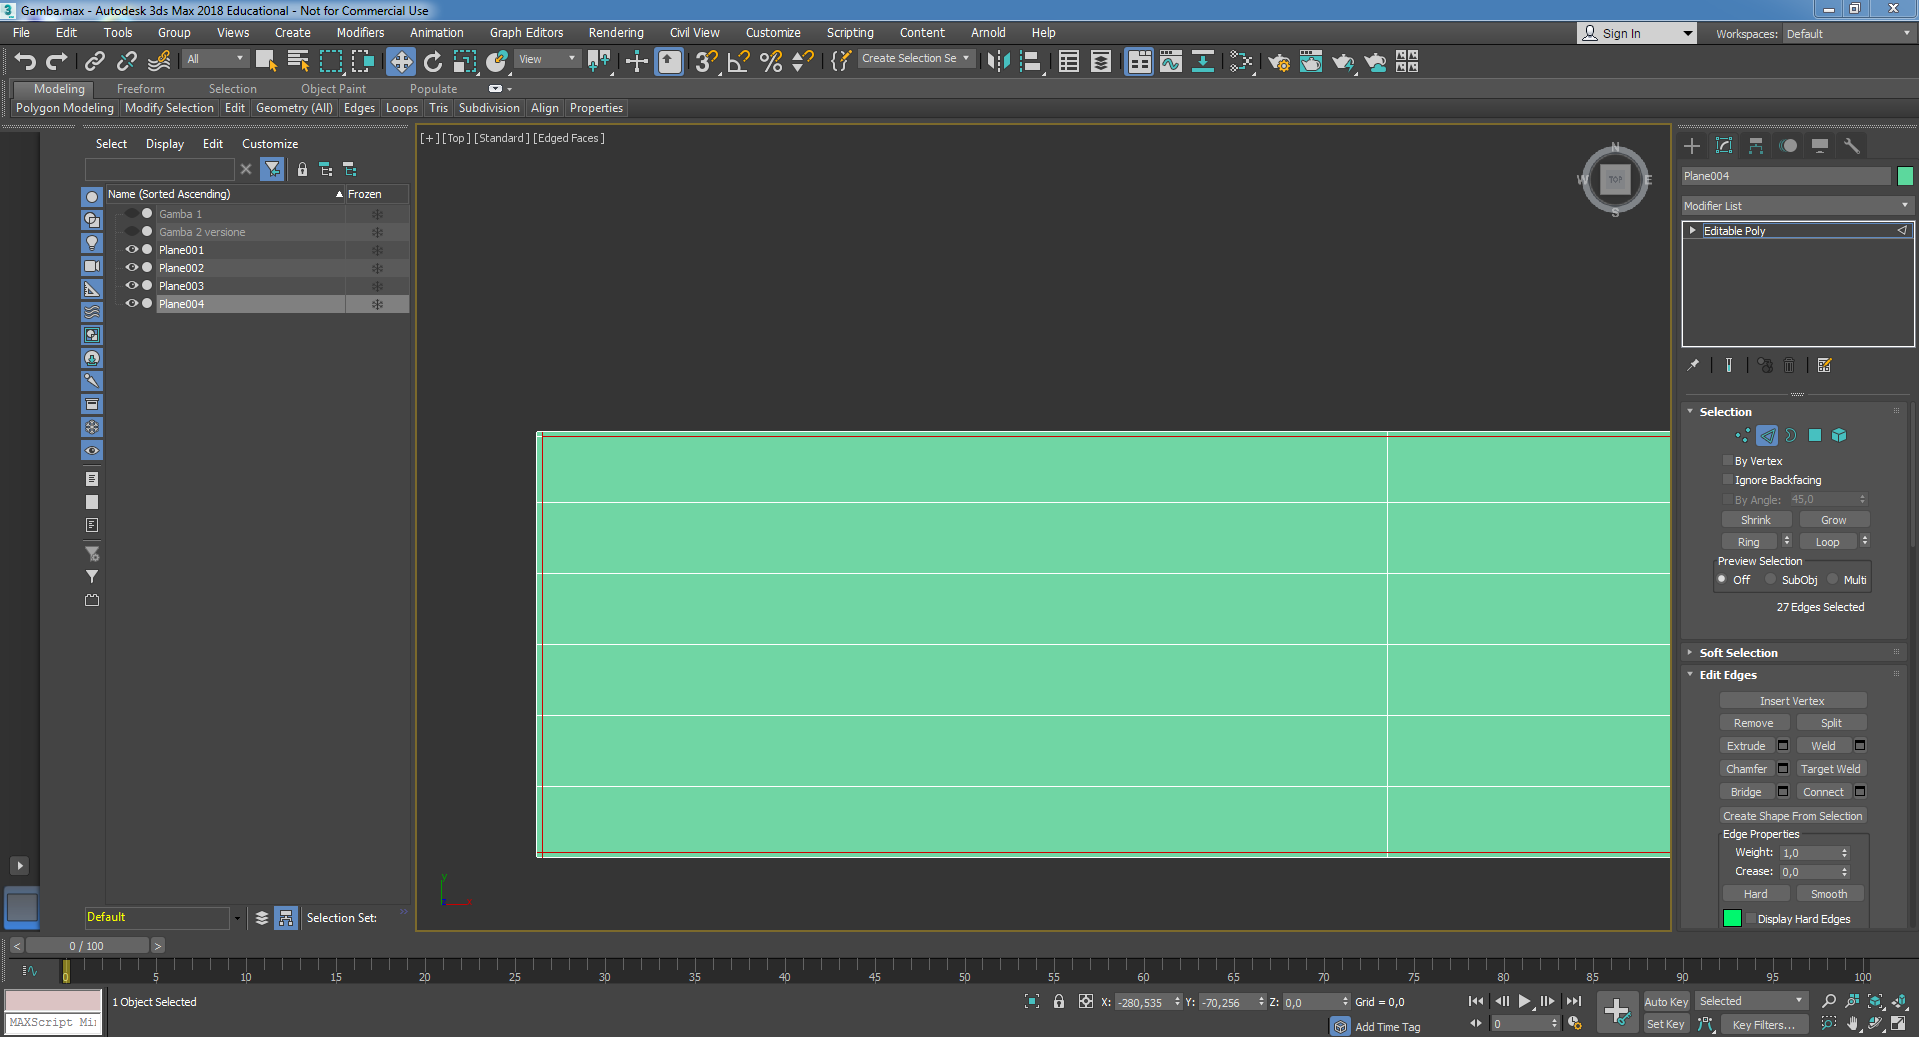 Gamba.max - Autodesk 3ds Max 2018 Educational - Not for Commercial Use
File Edit Tools Group Views Create Modifiers Animation Graph Editors Rendering Civil View Customize Scripting Content Arnold Help
Sign In
Workspaces: Default
All
View
Create Selection Se
Modeling Freeform Selection Object Paint Populate
Polygon Modeling Modify Selection Edit Geometry (All) Edges Loops Tris Subdivision Align Properties
Select Display Edit Customize
Name (Sorted Ascending) Frozen
Gamba 1
Gamba 2 versione
Plane001
Plane002
Plane003
Plane004
Default
Selection Set:
[+] [Top] [Standard] [Edged Faces]
N
W TOP E
S
y
Plane004
Modifier List
Editable Poly
Selection
By Vertex
Ignore Backfacing
By Angle: 45,0
Shrink Grow
Ring Loop
Preview Selection
Off SubObj Multi
27 Edges Selected
Soft Selection
Edit Edges
Insert Vertex
Remove Split
Extrude Weld
Chamfer Target Weld
Bridge Connect
Create Shape From Selection
Edge Properties
Weight: 1,0
Crease: 0,0
Hard Smooth
Display Hard Edges
< 0 / 100 >
0 5 10 15 20 25 30 35 40 45 50 55 60 65 70 75 80 85 90 95 100
1 Object Selected
MAXScript Mi
X: -280,535 Y: -70,256 Z: 0,0 Grid = 0,0
Add Time Tag
0
Auto Key Selected
Set Key Key Filters...